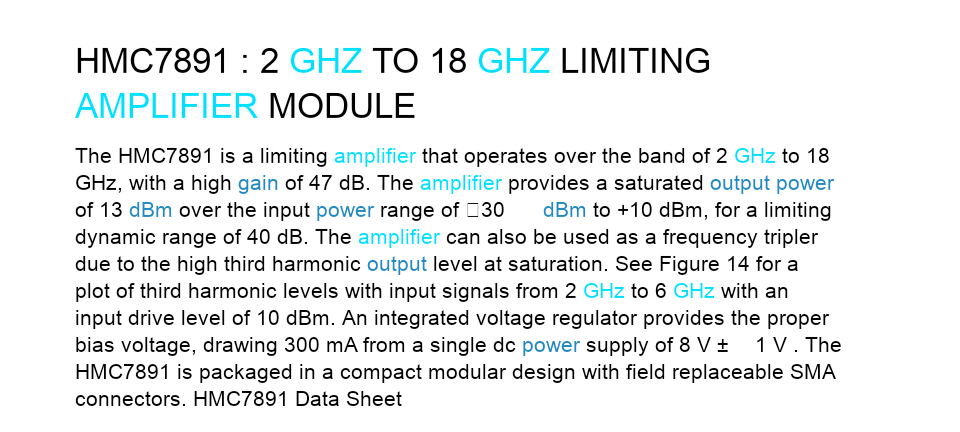 HMC7891 : 2 GHZ TO 18 GHZ LIMITING
AMPLIFIER MODULE
The HMC7891 is a limiting amplifier that operates over the band of 2 GHz to 18
GHz, with a high gain of 47 dB. The amplifier provides a saturated output power
of 13 dBm over the input power range of □30 dBm to +10 dBm, for a limiting
dynamic range of 40 dB. The amplifier can also be used as a frequency tripler
due to the high third harmonic output level at saturation. See Figure 14 for a
plot of third harmonic levels with input signals from 2 GHz to 6 GHz with an
input drive level of 10 dBm. An integrated voltage regulator provides the proper
bias voltage, drawing 300 mA from a single dc power supply of 8 V ± 1 V . The
HMC7891 is packaged in a compact modular design with field replaceable SMA
connectors. HMC7891 Data Sheet